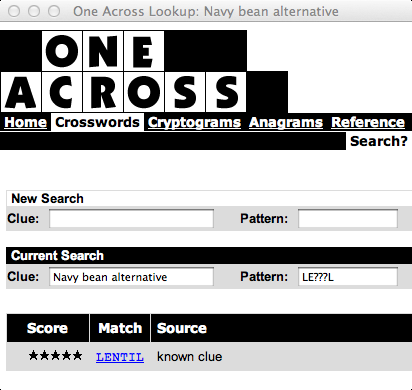 One Across Lookup: Navy bean alternative
ONE
ACROSS
Home Crosswords Cryptograms Anagrams Reference
Search?
New Search
Clue: Pattern:
Current Search
Clue: Navy bean alternative Pattern: LE???L
Score Match Source
★★★★★ LENTIL known clue